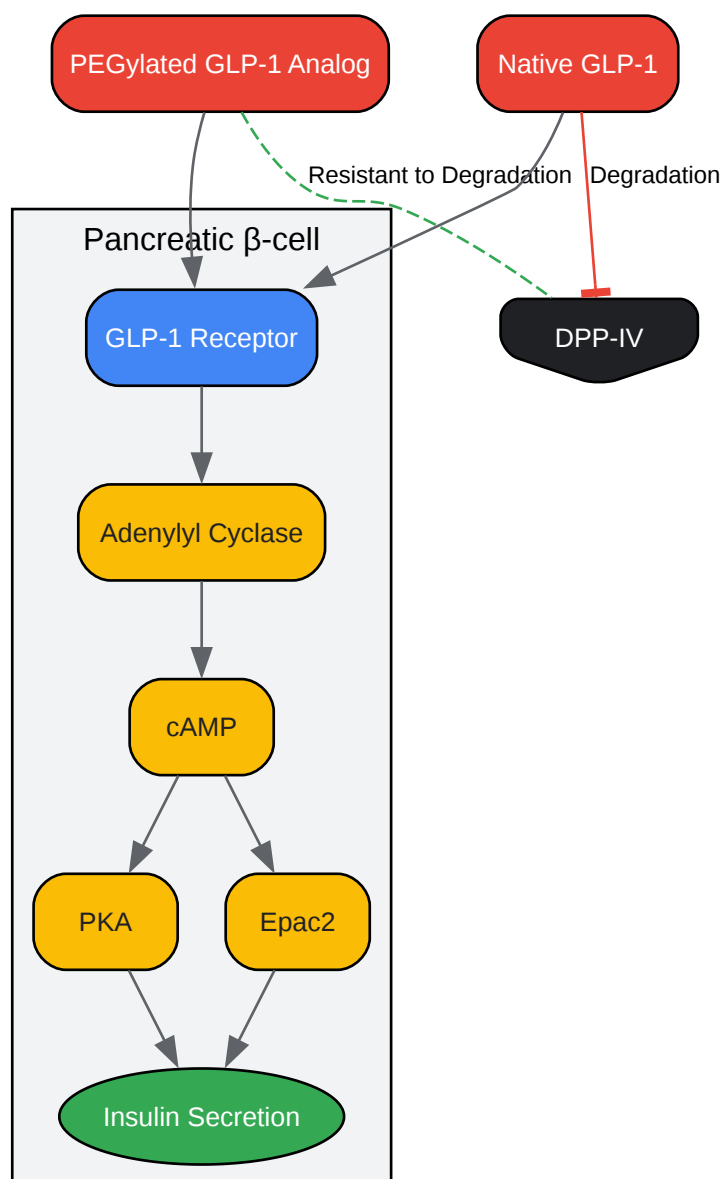 PEGylated GLP-1 Analog
Native GLP-1
Resistant to Degradation
Degradation
Pancreatic β-cell
GLP-1 Receptor
DPP-IV
Adenylyl Cyclase
cAMP
PKA
Epac2
Insulin Secretion